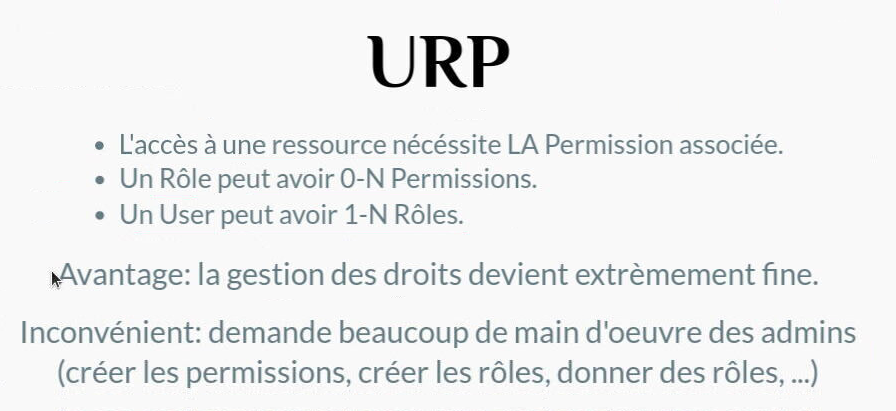 URP
• L'accès à une ressource nécéssite LA Permission associée.
• Un Rôle peut avoir 0-N Permissions.
• Un User peut avoir 1-N Rôles.
Avantage: la gestion des droits devient extrèmement fine.
Inconvénient: demande beaucoup de main d'oeuvre des admins
(créer les permissions, créer les rôles, donner des rôles, ...)